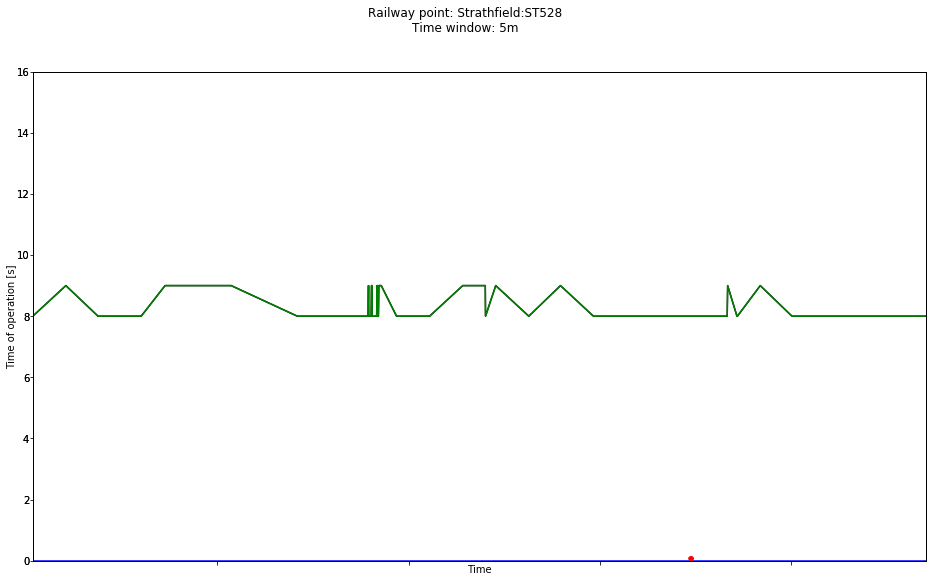 Railway point: Strathfield:ST528
Time window: 5m
16
14
12
10
8
6
4
2
0
Time of operation [s]
Time